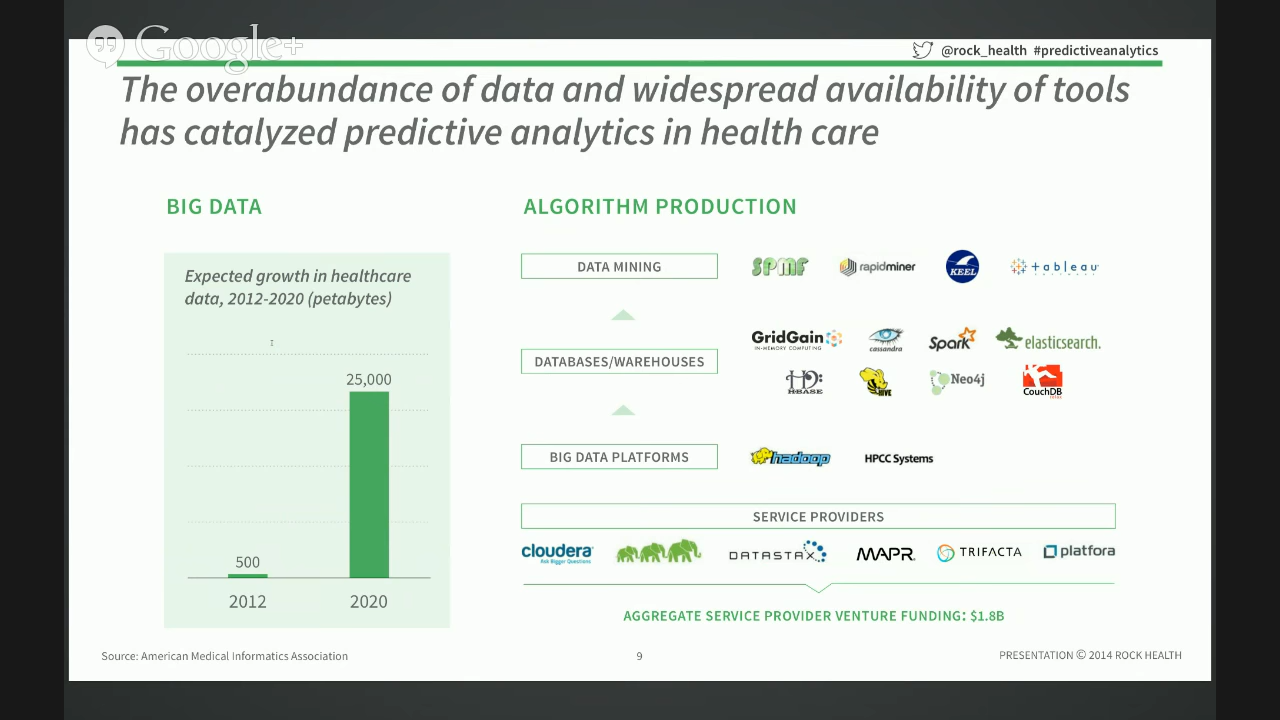 Google+
@rock_health #predictiveanalytics
The overabundance of data and widespread availability of tools
has catalyzed predictive analytics in health care
BIG DATA
Expected growth in healthcare
data, 2012-2020 (petabytes)
25,000
500
2012 2020
ALGORITHM PRODUCTION
DATA MINING
SPMF rapidminer KEEL +ableau
SOFTWARE
DATABASES/WAREHOUSES
GridGain cassandra Spark elasticsearch.
IN-MEMORY COMPUTING
HBASE HIVE Neo4j CouchDB
BIG DATA PLATFORMS
hadoop HPCC Systems
SERVICE PROVIDERS
cloudera DATASTAX MAPR. TRIFACTA platfora
Ask Bigger Questions
AGGREGATE SERVICE PROVIDER VENTURE FUNDING: $1.8B
Source: American Medical Informatics Association
9
PRESENTATION © 2014 ROCK HEALTH